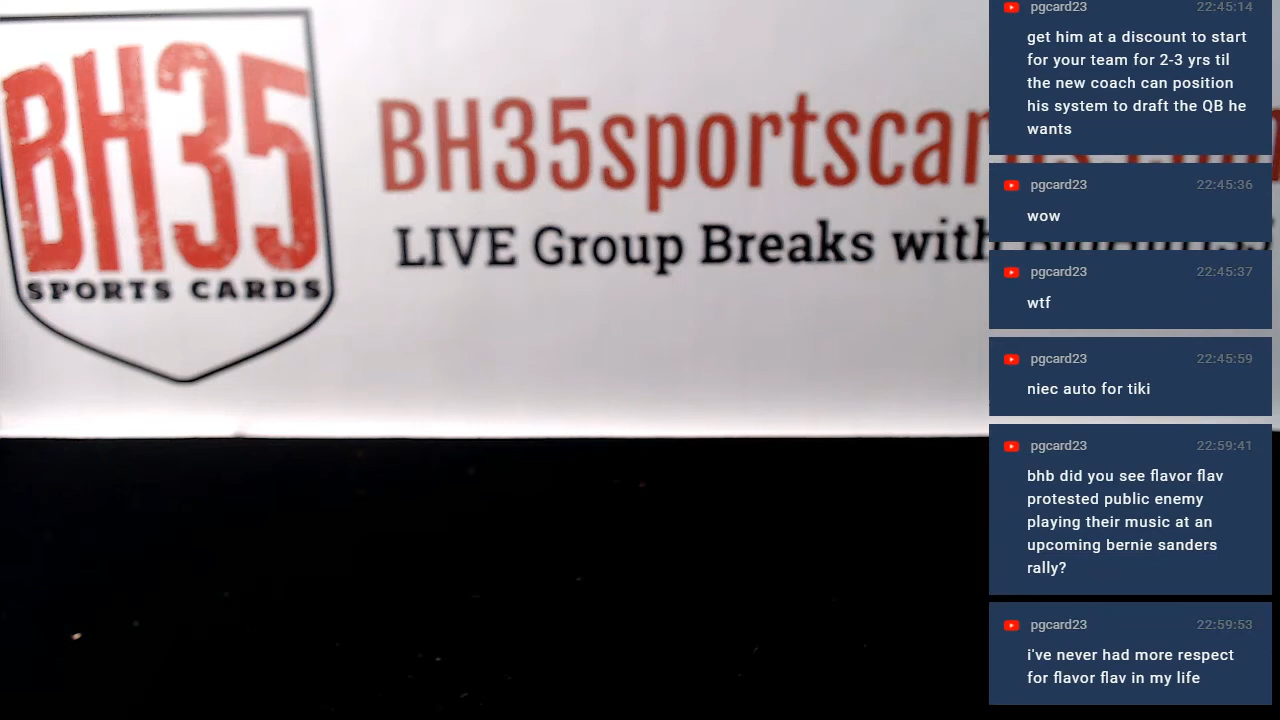 BH35
SPORTS CARDS
BH35sportscar
LIVE Group Breaks with
pgcard23 22:45:14
get him at a discount to start
for your team for 2-3 yrs til
the new coach can position
his system to draft the QB he
wants
pgcard23 22:45:36
wow
pgcard23 22:45:37
wtf
pgcard23 22:45:59
niec auto for tiki
pgcard23 22:59:41
bhb did you see flavor flav
protested public enemy
playing their music at an
upcoming bernie sanders
rally?
pgcard23 22:59:53
i've never had more respect
for flavor flav in my life